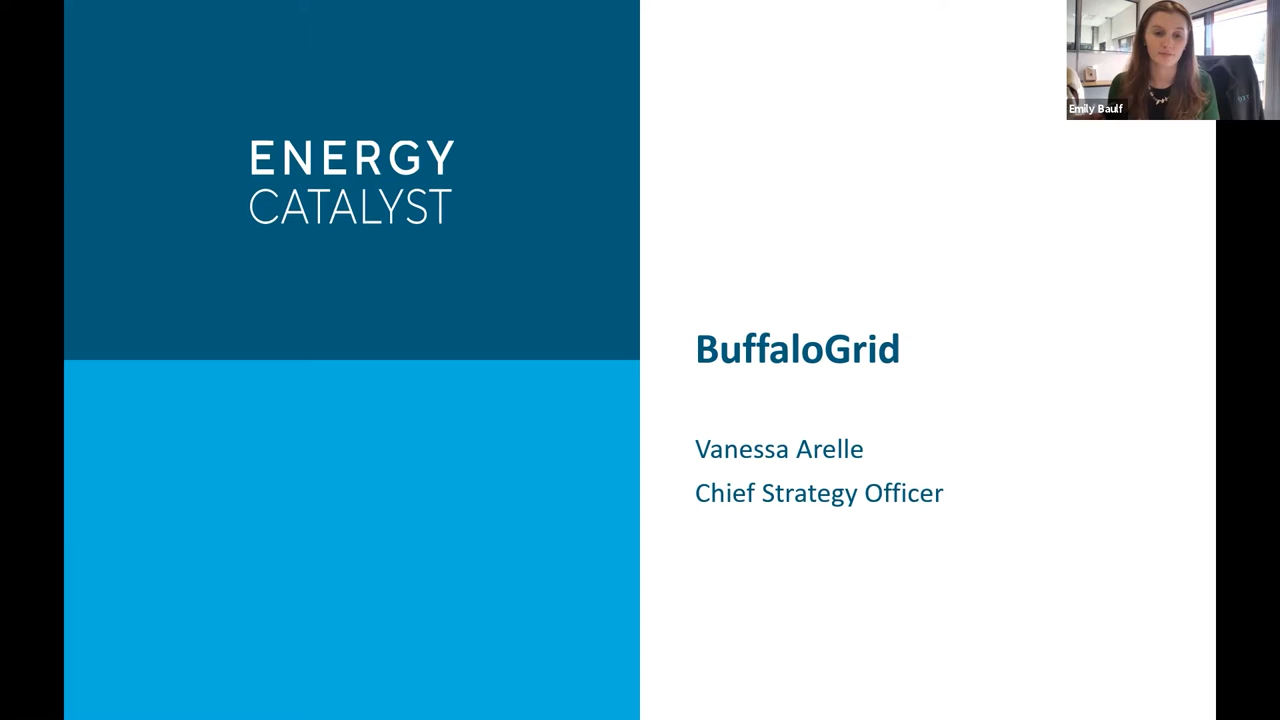 ENERGY
CATALYST
BuffaloGrid
Vanessa Arelle
Chief Strategy Officer
Emily Baulf